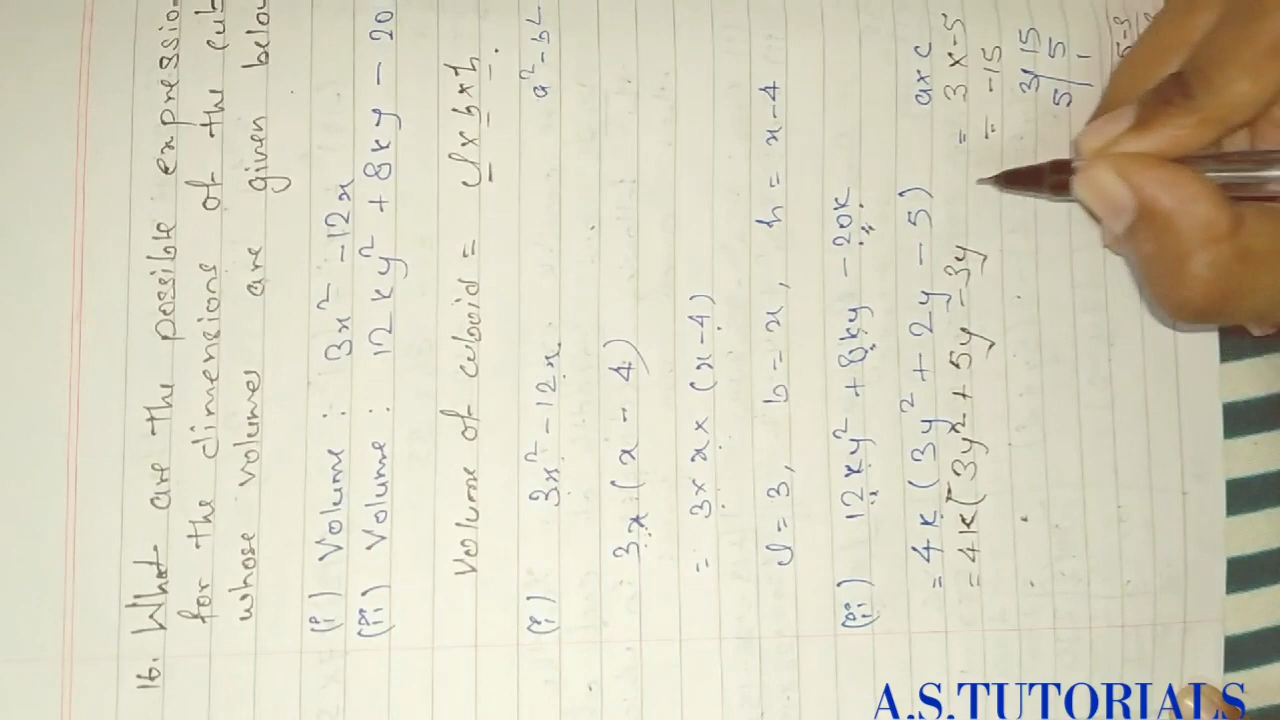 16. What are the possible expressio
for the dimensions of the cub
whose volumes are given belo
(i) Volume : 3x² - 12x
(ii) Volume : 12ky² + 8ky - 20
Volume of cuboid = l x b x h.
(i) 3x² - 12x a² - b²
3x (x - 4)
= 3 x x x (x - 4)
l = 3, b = x, h = x - 4
(ii) 12ky² + 8ky - 20k
= 4k (3y² + 2y - 5) a x c
= 4k (3y² + 5y - 3y = 3 x -5
= -15
3/15
5/5
1
5-3
A.S.TUTORIALS